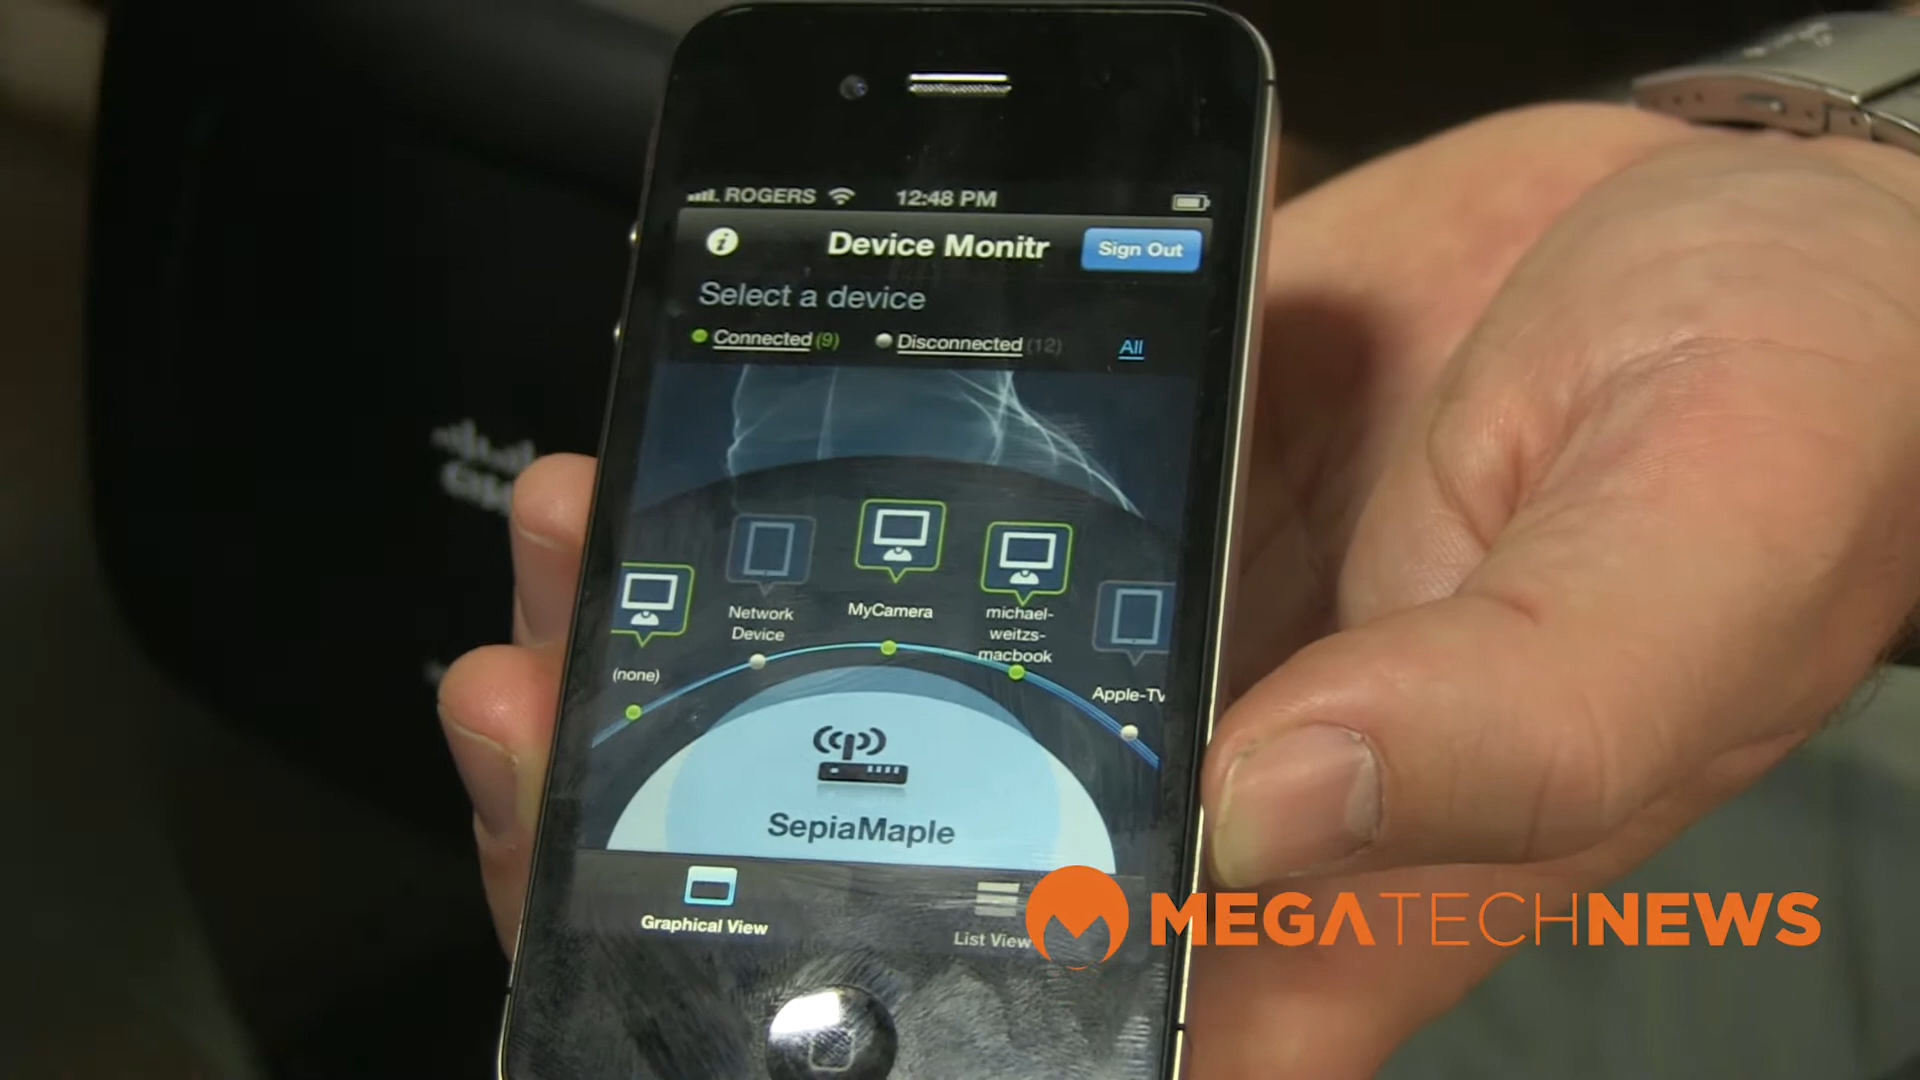 ROGERS 12:48 PM
Device Monitr
Sign Out
Select a device
Connected (9) Disconnected (12) All
(none)
Network
Device
MyCamera
michael-
weitzs-
macbook
Apple-TV
SepiaMaple
Graphical View
List View
MEGATECHNEWS